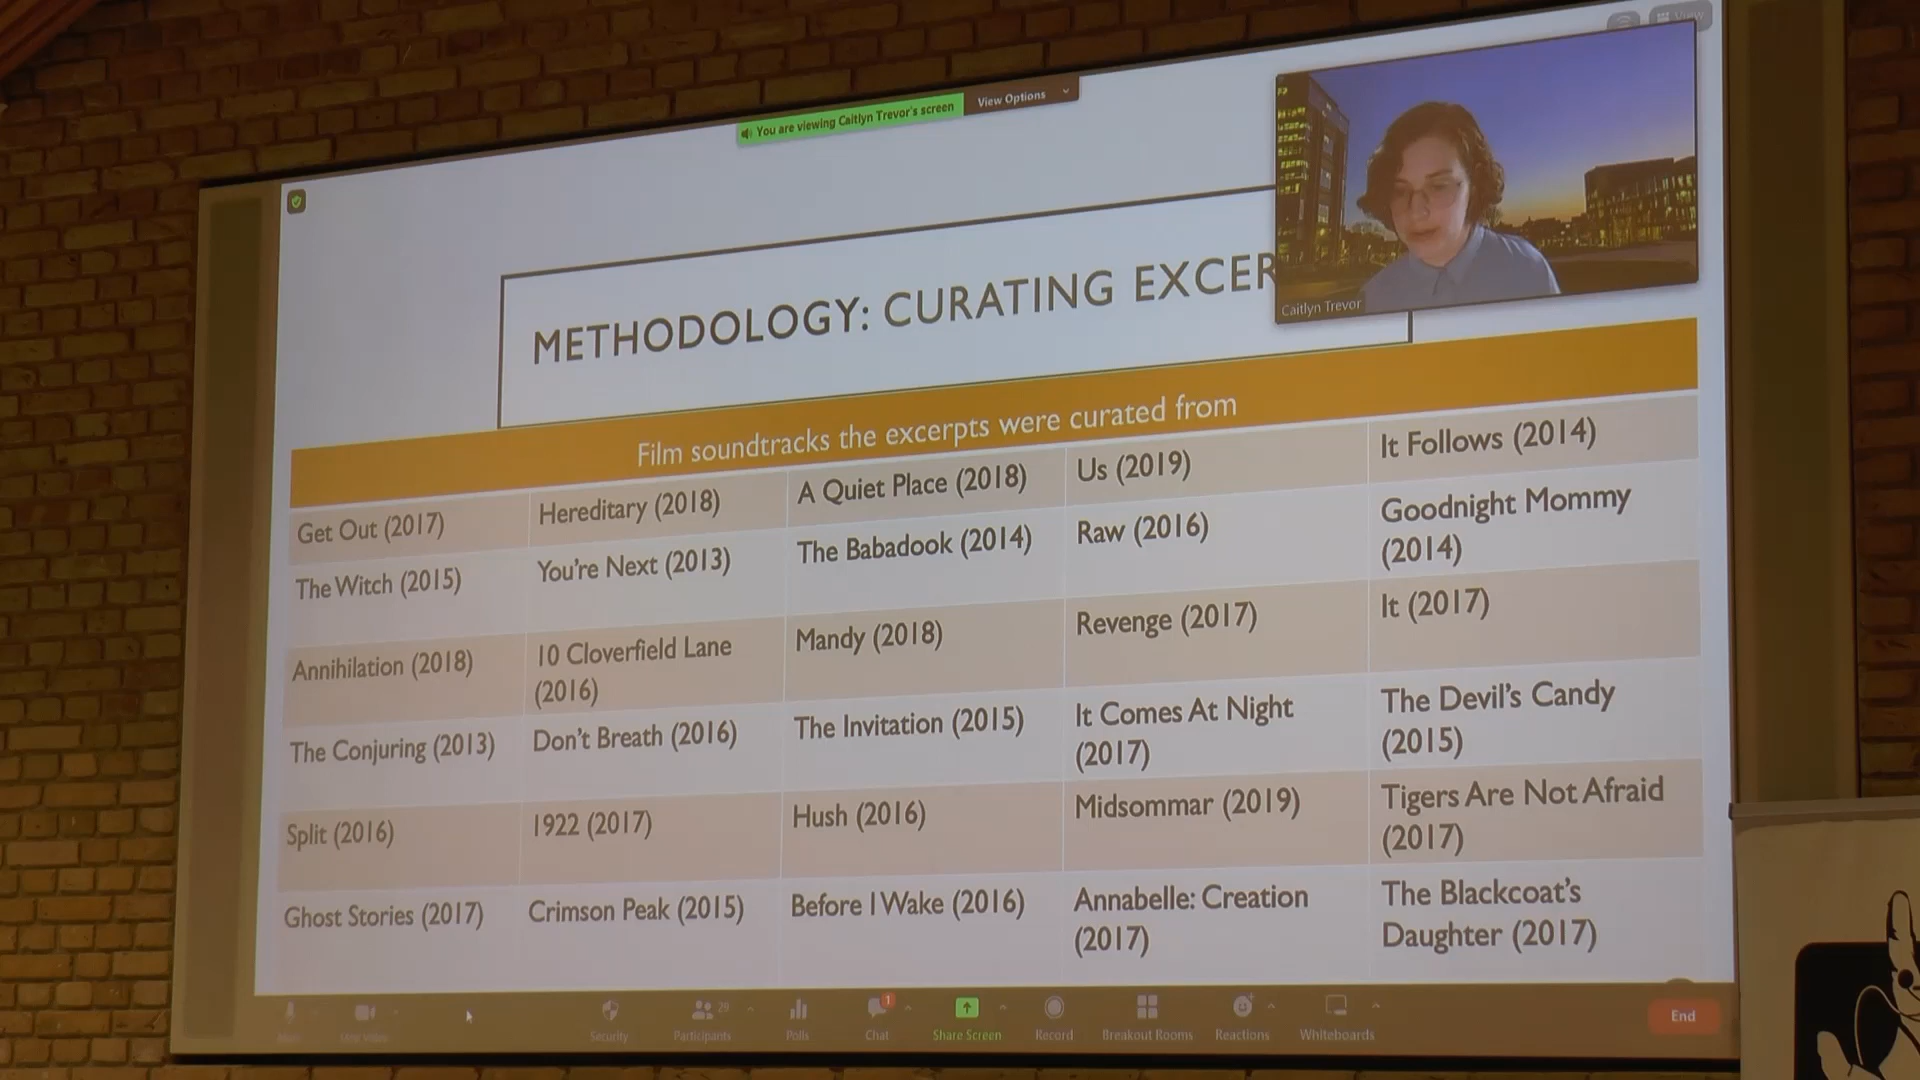 View
You are viewing Caitlyn Trevor's screen
View Options
METHODOLOGY: CURATING EXCER
Caitlyn Trevor
Film soundtracks the excerpts were curated from
Get Out (2017)
Hereditary (2018)
A Quiet Place (2018)
Us (2019)
It Follows (2014)
The Witch (2015)
You're Next (2013)
The Babadook (2014)
Raw (2016)
Goodnight Mommy
(2014)
Annihilation (2018)
10 Cloverfield Lane
(2016)
Mandy (2018)
Revenge (2017)
It (2017)
The Conjuring (2013)
Don't Breath (2016)
The Invitation (2015)
It Comes At Night
(2017)
The Devil's Candy
(2015)
Split (2016)
1922 (2017)
Hush (2016)
Midsommar (2019)
Tigers Are Not Afraid
(2017)
Ghost Stories (2017)
Crimson Peak (2015)
Before I Wake (2016)
Annabelle: Creation
(2017)
The Blackcoat's
Daughter (2017)
Security
Participants
29
Polls
Chat
1
Share Screen
Record
Breakout Rooms
Reactions
Whiteboards
End